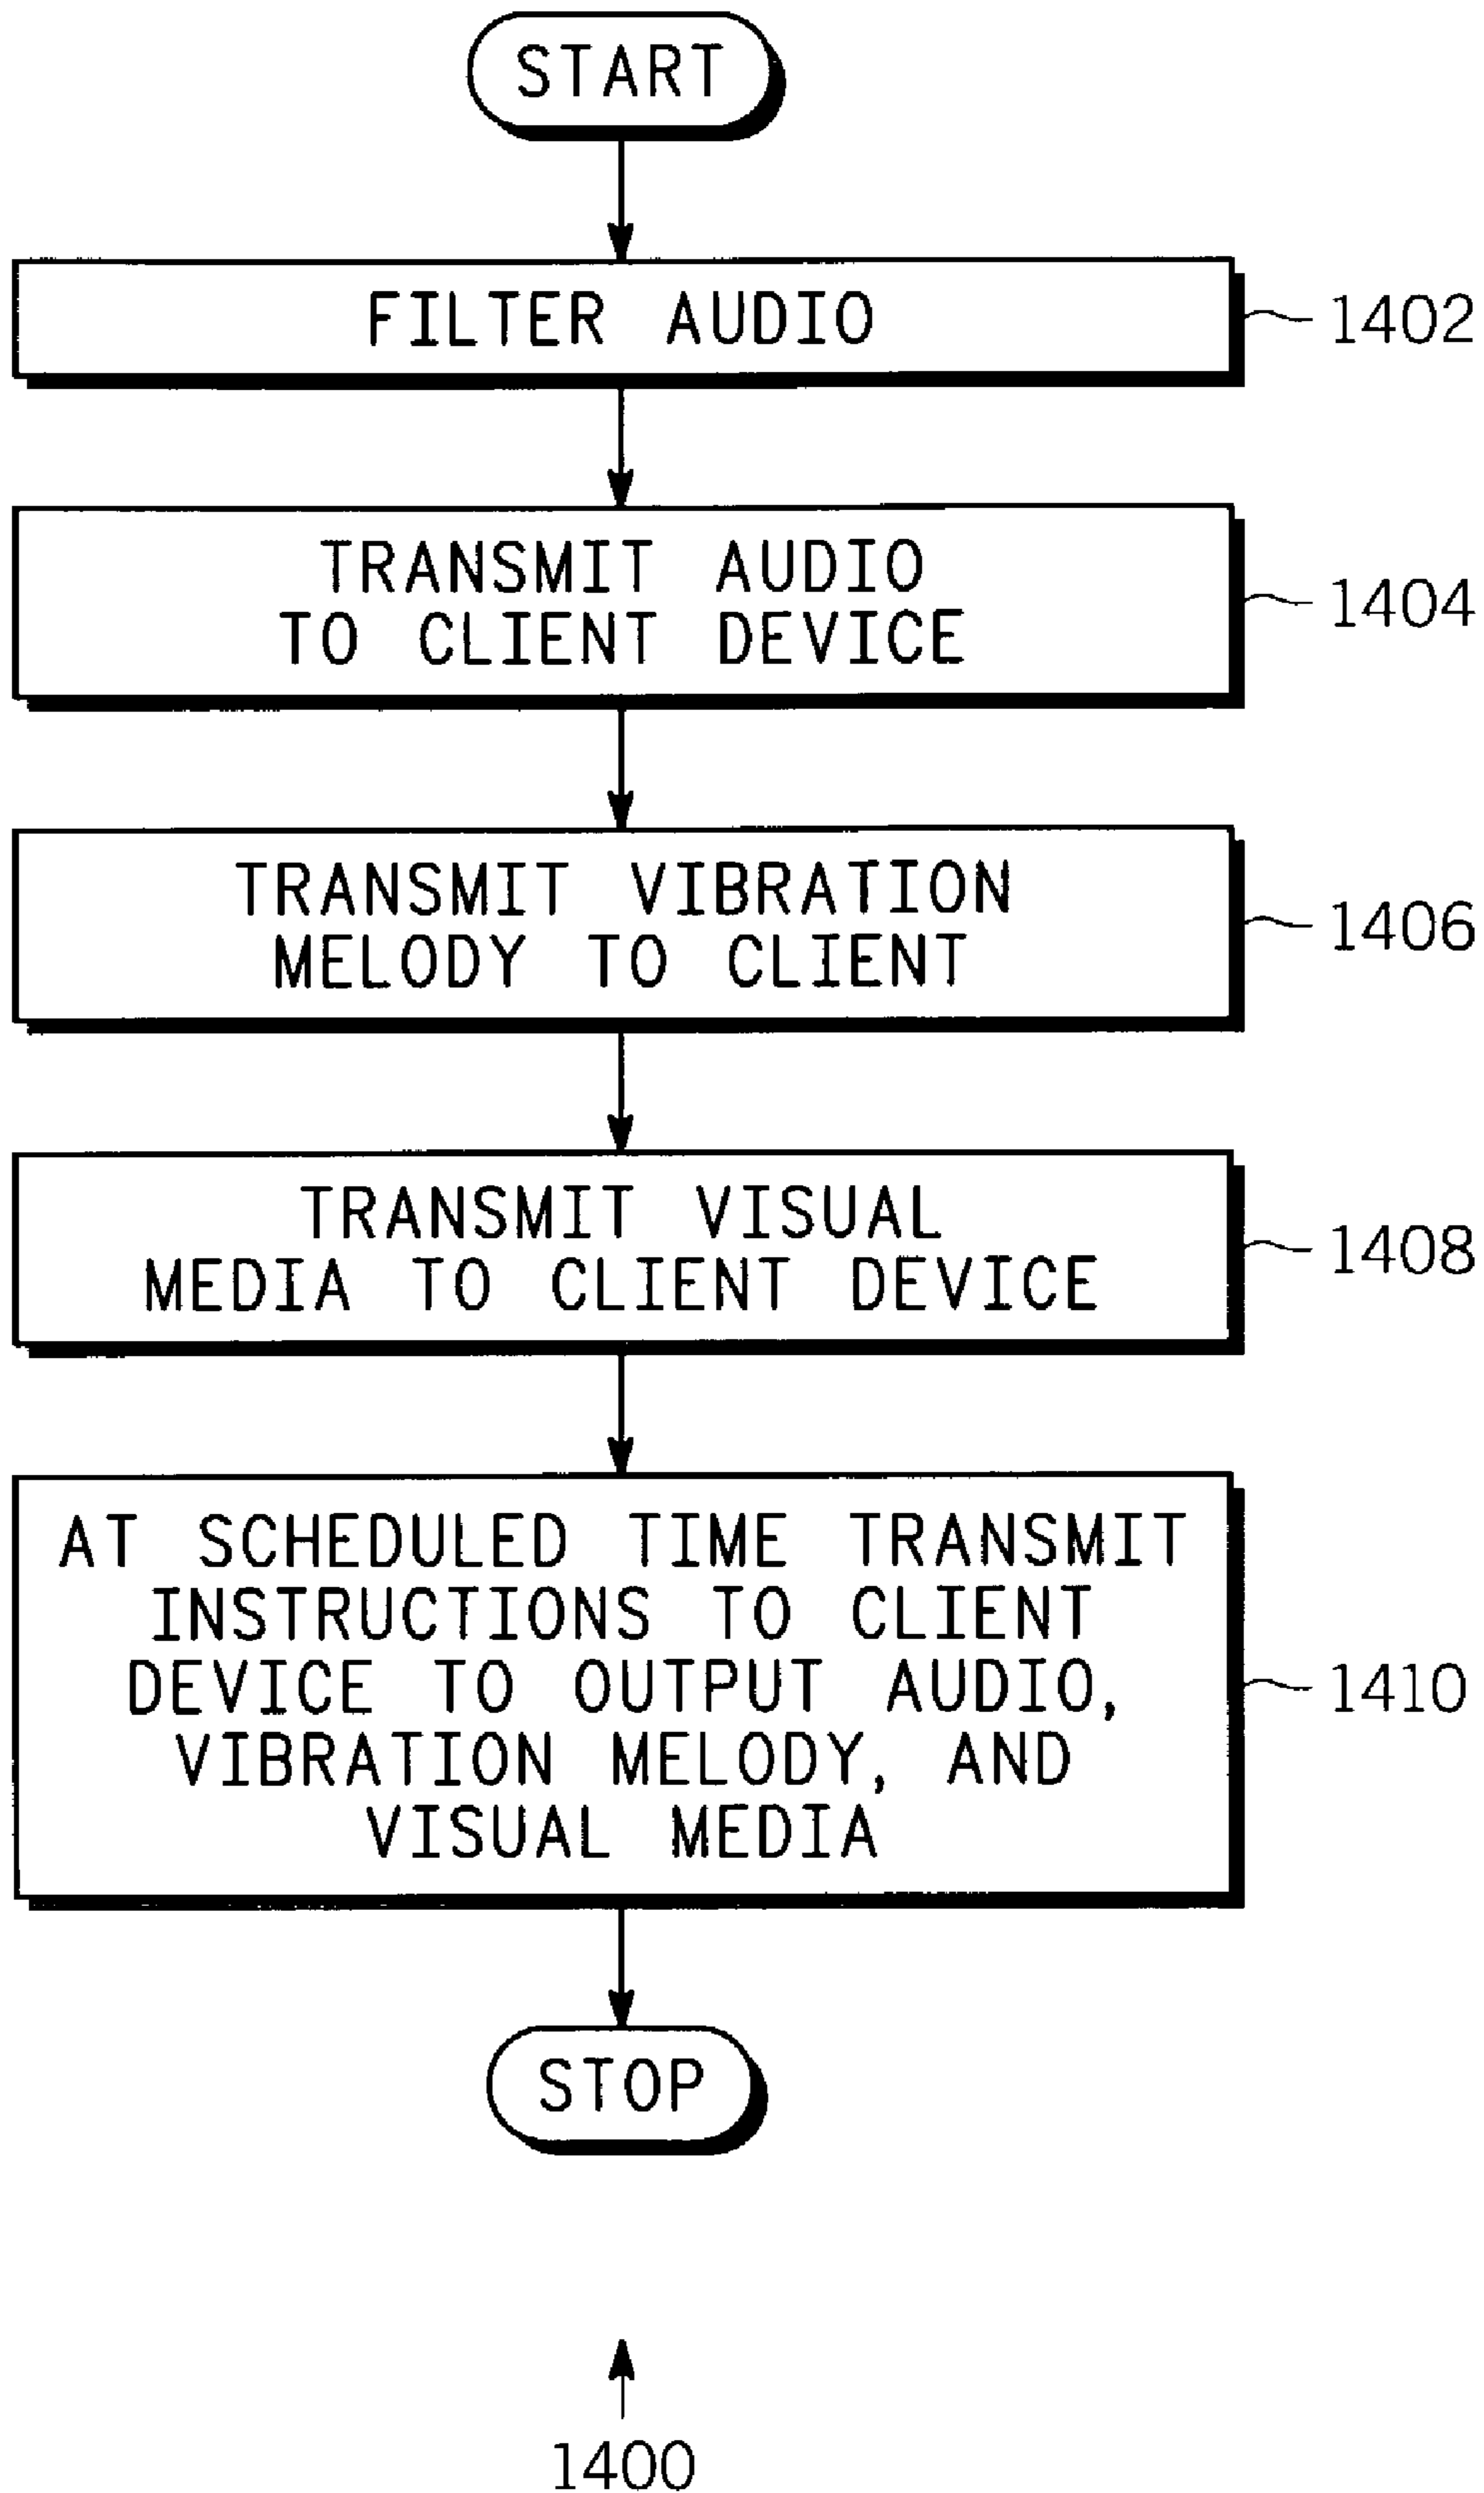 START
FILTER AUDIO
1402
TRANSMIT AUDIO
TO CLIENT DEVICE
1404
TRANSMIT VIBRATION
MELODY TO CLIENT
1406
TRANSMIT VISUAL
MEDIA TO CLIENT DEVICE
1408
AT SCHEDULED TIME TRANSMIT
INSTRUCTIONS TO CLIENT
DEVICE TO OUTPUT AUDIO,
VIBRATION MELODY, AND
VISUAL MEDIA
1410
STOP
1400